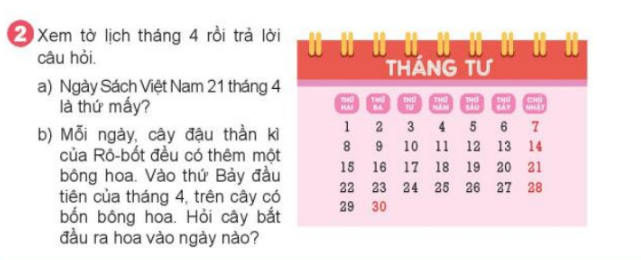 2 Xem tờ lịch tháng 4 rồi trả lời
câu hỏi.
a) Ngày Sách Việt Nam 21 tháng 4
là thứ mấy?
b) Mỗi ngày, cây đậu thần kì
của Rô-bốt đều có thêm một
bông hoa. Vào thứ Bảy đầu
tiên của tháng 4, trên cây có
bốn bông hoa. Hỏi cây bắt
đầu ra hoa vào ngày nào?
THÁNG TƯ
THỨ HAI THỨ BA THỨ TƯ THỨ NĂM THỨ SÁU THỨ BẢY CHỦ NHẬT
1 2 3 4 5 6 7
8 9 10 11 12 13 14
15 16 17 18 19 20 21
22 23 24 25 26 27 28
29 30